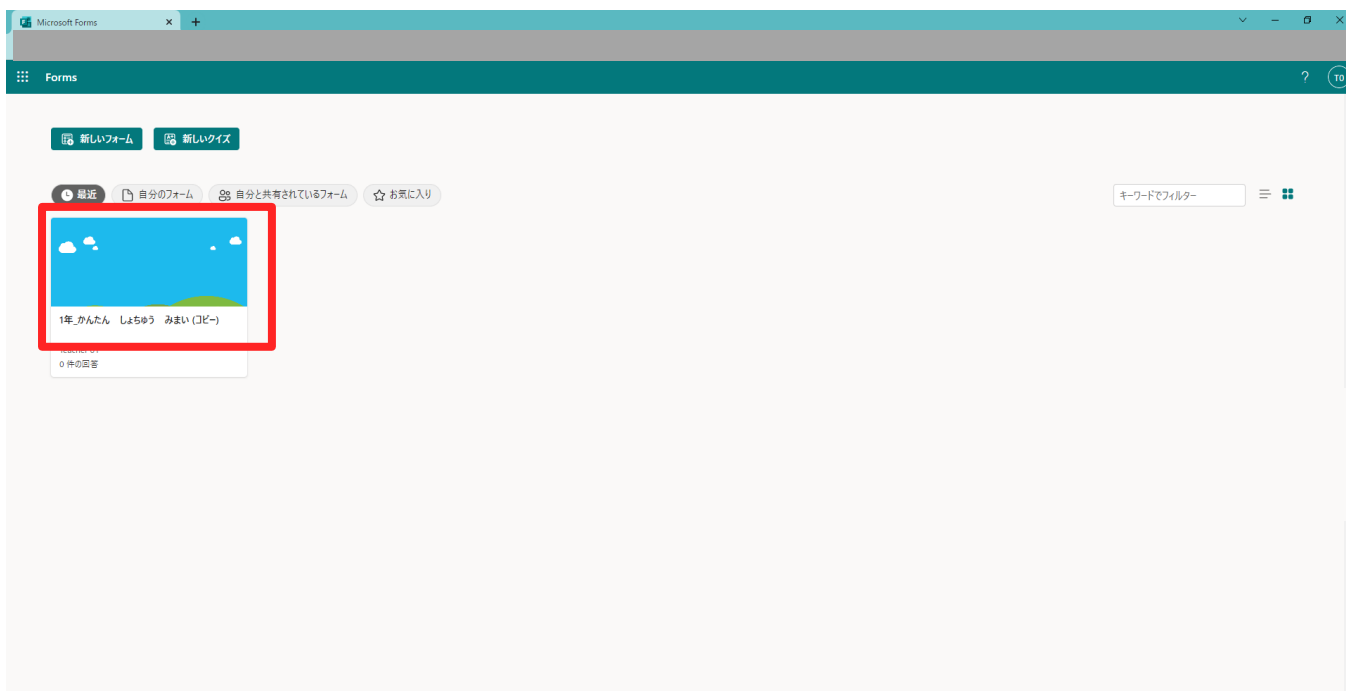 Microsoft Forms
Forms
? TO
新しいフォーム 新しいクイズ
最近 自分のフォーム 自分と共有されているフォーム お気に入り キーワードでフィルター
1年_かんたん　しょちゅう　みまい (コピー)
0 件の回答